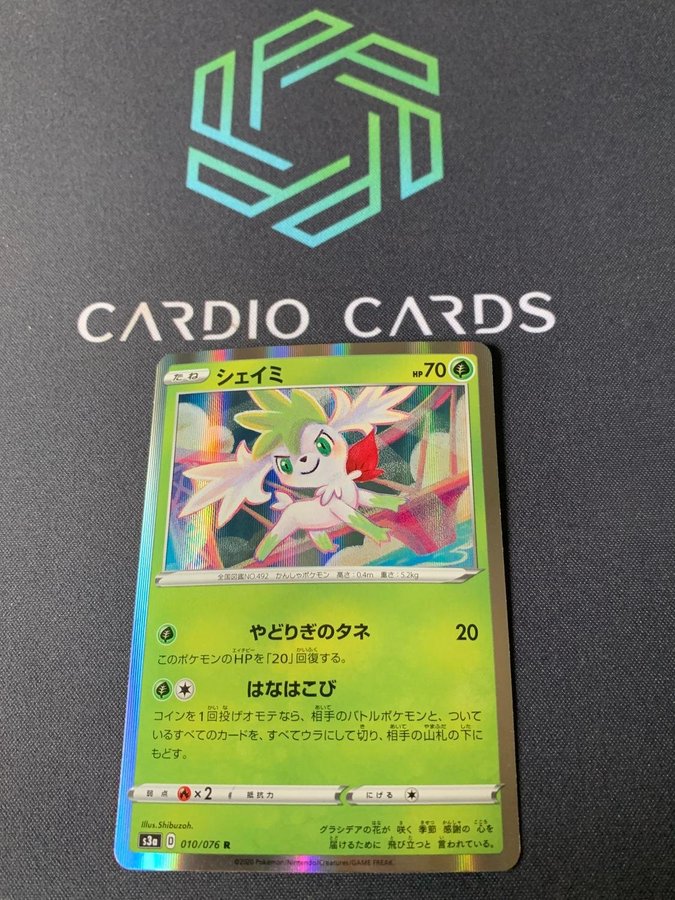 CARDIO CARDS
たね シェイミ HP70
全国図鑑NO.492 かんしゃポケモン 高さ:0.4m 重さ:5.2kg
やどりぎのタネ 20
このポケモンのHPを「20」回復する。
はなはこび
コインを1回投げオモテなら、相手のバトルポケモンと、ついて
いるすべてのカードを、すべてウラにして切り、相手の山札の下に
もどす。
弱点 ×2 抵抗力 にげる
Illus.Shibuzoh.
グラシデアの花が 咲く 季節 感謝の 心を
届けるために 飛び立つと 言われている。
s3a D 010/076 R
©2020 Pokémon/Nintendo/Creatures/GAME FREAK.